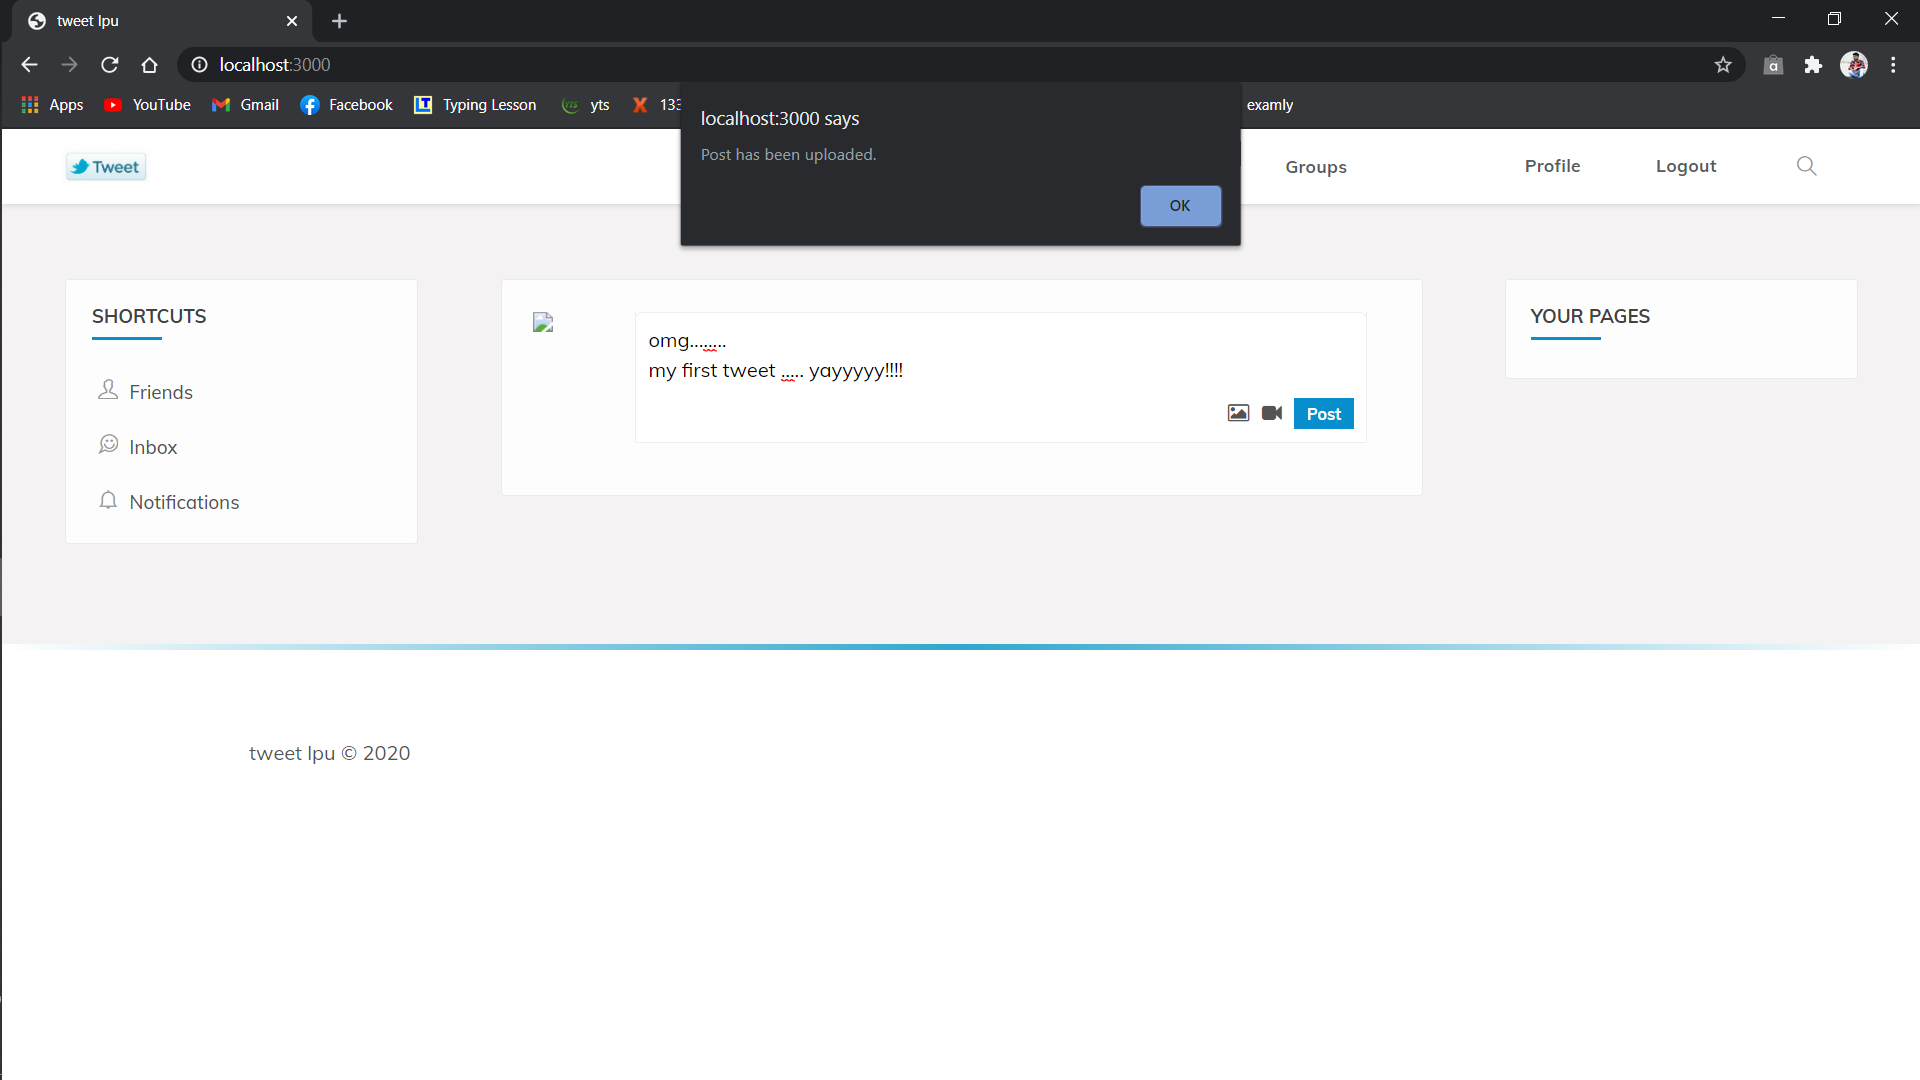 tweet lpu
localhost:3000
Apps YouTube Gmail Facebook Typing Lesson yts 133 examly
localhost:3000 says
Post has been uploaded.
OK
Tweet Groups Profile Logout
SHORTCUTS
Friends
Inbox
Notifications
omg........
my first tweet ..... yayyyyy!!!!
Post
YOUR PAGES
tweet lpu © 2020